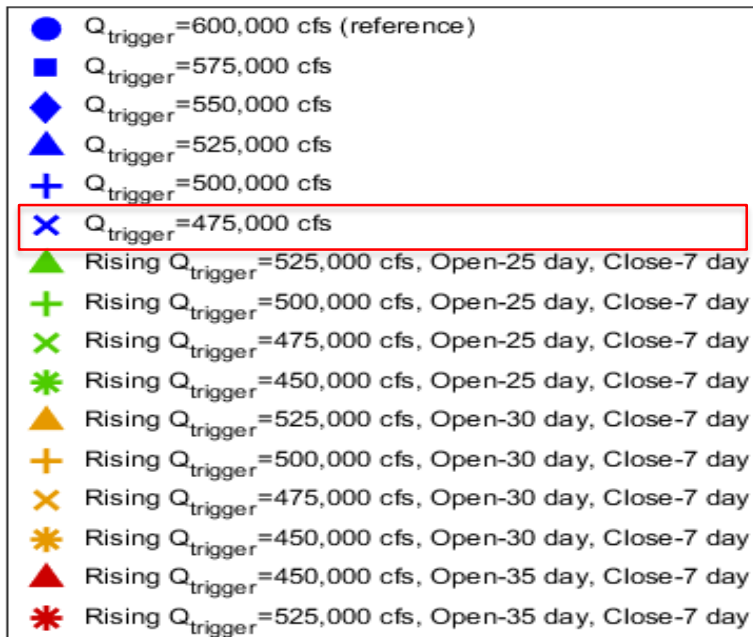 Qtrigger=600,000 cfs (reference)
Qtrigger=575,000 cfs
Qtrigger=550,000 cfs
Qtrigger=525,000 cfs
Qtrigger=500,000 cfs
Qtrigger=475,000 cfs
Rising Qtrigger=525,000 cfs, Open-25 day, Close-7 day
Rising Qtrigger=500,000 cfs, Open-25 day, Close-7 day
Rising Qtrigger=475,000 cfs, Open-25 day, Close-7 day
Rising Qtrigger=450,000 cfs, Open-25 day, Close-7 day
Rising Qtrigger=525,000 cfs, Open-30 day, Close-7 day
Rising Qtrigger=500,000 cfs, Open-30 day, Close-7 day
Rising Qtrigger=475,000 cfs, Open-30 day, Close-7 day
Rising Qtrigger=450,000 cfs, Open-30 day, Close-7 day
Rising Qtrigger=450,000 cfs, Open-35 day, Close-7 day
Rising Qtrigger=525,000 cfs, Open-35 day, Close-7 day